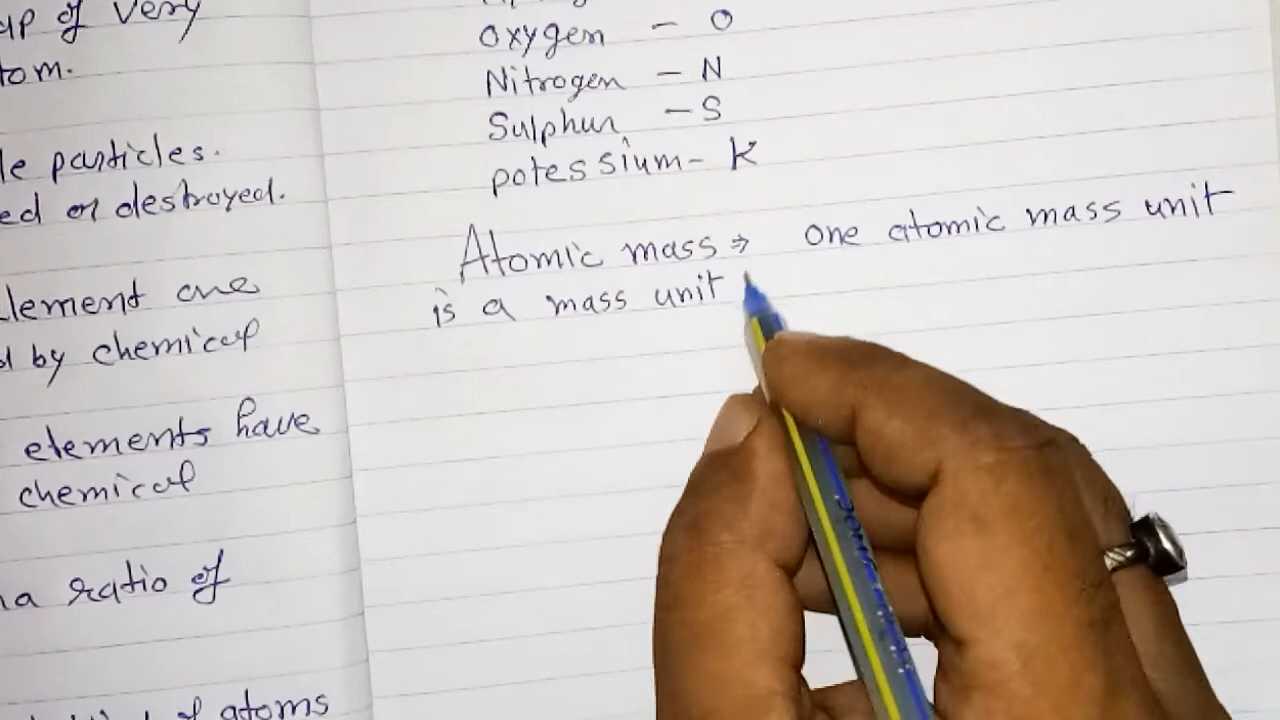 up of very
tom.
le particles.
ed or destroyed.
lement are
d by chemical
elements have
chemical
a ratio of
of atoms
oxygen - O
Nitrogen - N
Sulphur - S
potessium - K
Atomic mass ⇒ one atomic mass unit
is a mass unit